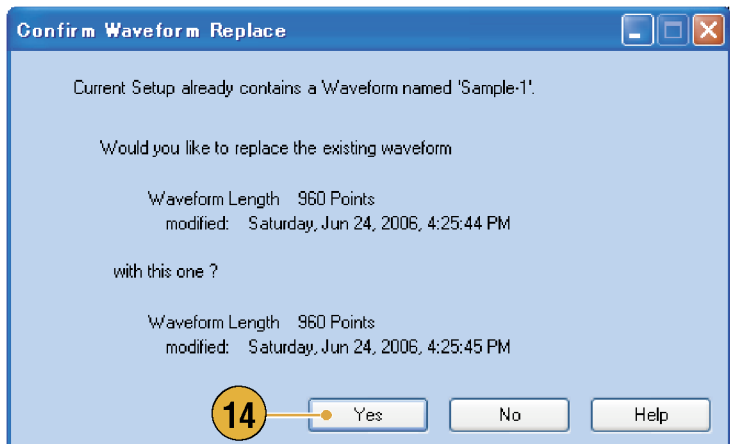 Confirm Waveform Replace
Current Setup already contains a Waveform named 'Sample-1'.
Would you like to replace the existing waveform
Waveform Length 960 Points
modified: Saturday, Jun 24, 2006, 4:25:44 PM
with this one ?
Waveform Length 960 Points
modified: Saturday, Jun 24, 2006, 4:25:45 PM
14 Yes No Help